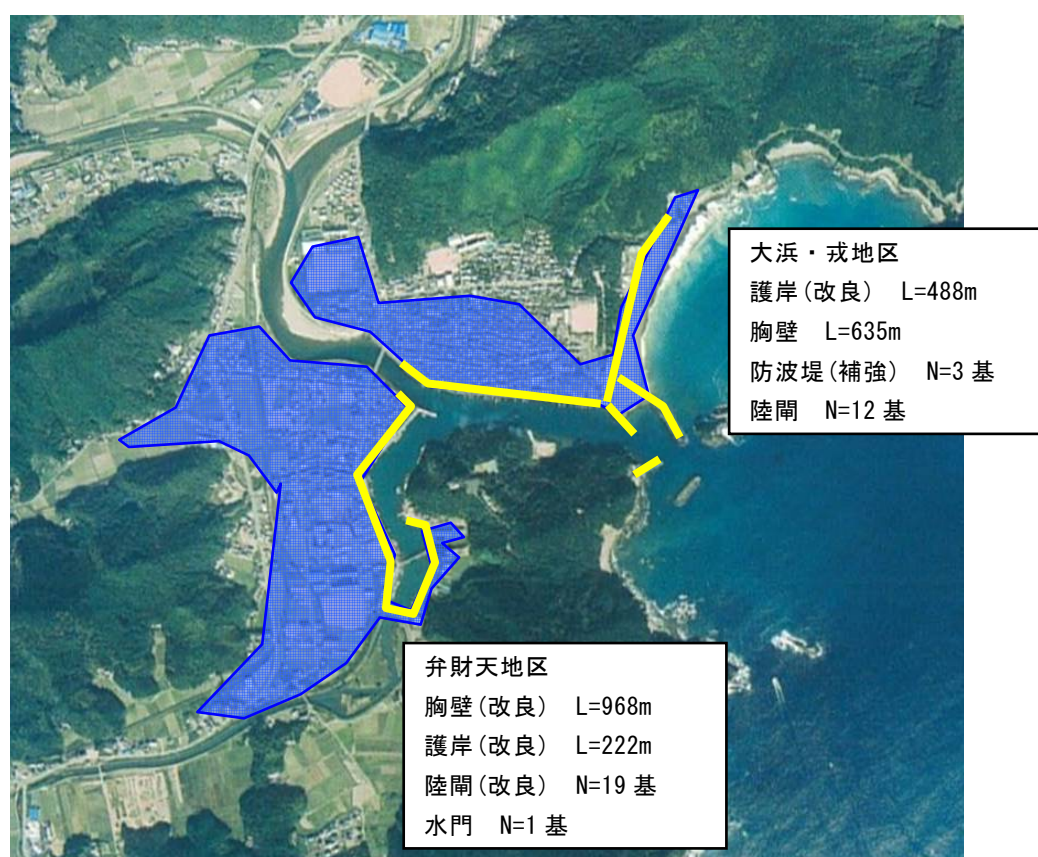 大浜・戎地区
護岸(改良) L=488m
胸壁 L=635m
防波堤(補強) N=3 基
陸閘 N=12 基
弁財天地区
胸壁(改良) L=968m
護岸(改良) L=222m
陸閘(改良) N=19 基
水門 N=1 基